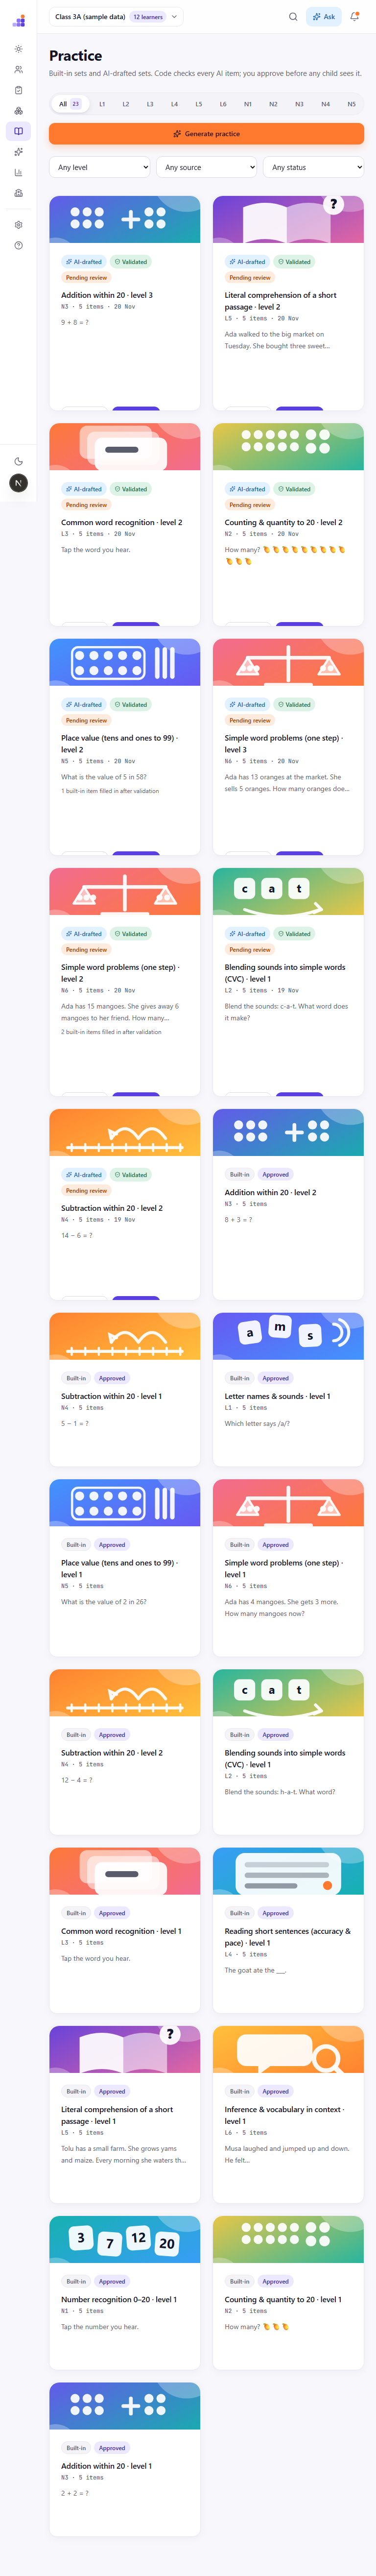 Class 3A (sample data) 12 learners
Ask
Practice
Built-in sets and AI-drafted sets. Code checks every AI item; you approve before any child sees it.
All 23 L1 L2 L3 L4 L5 L6 N1 N2 N3 N4 N5
Generate practice
Any level Any source Any status
AI-drafted Validated
Pending review
Addition within 20 · level 3
N3 · 5 items · 20 Nov
9 + 8 = ?
?
AI-drafted Validated
Pending review
Literal comprehension of a short
passage · level 2
L5 · 5 items · 20 Nov
Ada walked to the big market on
Tuesday. She bought three sweet...
AI-drafted Validated
Pending review
Common word recognition · level 2
L3 · 5 items · 20 Nov
Tap the word you hear.
AI-drafted Validated
Pending review
Counting & quantity to 20 · level 2
N2 · 5 items · 20 Nov
How many?
AI-drafted Validated
Pending review
Place value (tens and ones to 99) ·
level 2
N5 · 5 items · 20 Nov
What is the value of 5 in 58?
1 built-in item filled in after validation
AI-drafted Validated
Pending review
Simple word problems (one step) ·
level 3
N6 · 5 items · 20 Nov
Ada has 13 oranges at the market. She
sells 5 oranges. How many oranges doe...
AI-drafted Validated
Pending review
Simple word problems (one step) ·
level 2
N6 · 5 items · 20 Nov
Ada has 15 mangoes. She gives away 6
mangoes to her friend. How many...
2 built-in items filled in after validation
c a t
AI-drafted Validated
Pending review
Blending sounds into simple words
(CVC) · level 1
L2 · 5 items · 19 Nov
Blend the sounds: c-a-t. What word does
it make?
AI-drafted Validated
Pending review
Subtraction within 20 · level 2
N4 · 5 items · 19 Nov
14 − 6 = ?
Built-in Approved
Addition within 20 · level 2
N3 · 5 items
8 + 3 = ?
Built-in Approved
Subtraction within 20 · level 1
N4 · 5 items
5 − 1 = ?
a m s
Built-in Approved
Letter names & sounds · level 1
L1 · 5 items
Which letter says /a/?
Built-in Approved
Place value (tens and ones to 99) ·
level 1
N5 · 5 items
What is the value of 2 in 26?
Built-in Approved
Simple word problems (one step) ·
level 1
N6 · 5 items
Ada has 4 mangoes. She gets 3 more.
How many mangoes now?
Built-in Approved
Subtraction within 20 · level 2
N4 · 5 items
12 − 4 = ?
c a t
Built-in Approved
Blending sounds into simple words
(CVC) · level 1
L2 · 5 items
Blend the sounds: h-a-t. What word?
Built-in Approved
Common word recognition · level 1
L3 · 5 items
Tap the word you hear.
Built-in Approved
Reading short sentences (accuracy &
pace) · level 1
L4 · 5 items
The goat ate the __.
?
Built-in Approved
Literal comprehension of a short
passage · level 1
L5 · 5 items
Tolu has a small farm. She grows yams
and maize. Every morning she waters th...
Built-in Approved
Inference & vocabulary in context ·
level 1
L6 · 5 items
Musa laughed and jumped up and down.
He felt...
3 7 12 20
Built-in Approved
Number recognition 0–20 · level 1
N1 · 5 items
Tap the number you hear.
Built-in Approved
Counting & quantity to 20 · level 1
N2 · 5 items
How many?
Built-in Approved
Addition within 20 · level 1
N3 · 5 items
2 + 2 = ?
N